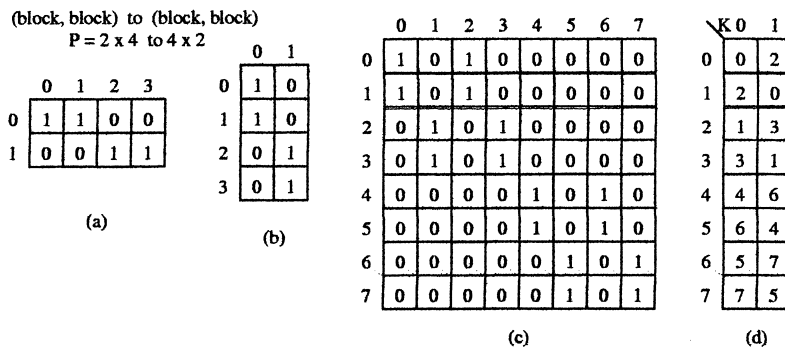 (block, block) to (block, block)
P = 2 x 4 to 4 x 2
0 1 2 3
0 1 1 0 0
1 0 0 1 1
(a)
0 1
0 1 0
1 1 0
2 0 1
3 0 1
(b)
0 1 2 3 4 5 6 7
0 1 0 1 0 0 0 0 0
1 1 0 1 0 0 0 0 0
2 0 1 0 1 0 0 0 0
3 0 1 0 1 0 0 0 0
4 0 0 0 0 1 0 1 0
5 0 0 0 0 1 0 1 0
6 0 0 0 0 0 1 0 1
7 0 0 0 0 0 1 0 1
(c)
K 0 1
0 0 2
1 2 0
2 1 3
3 3 1
4 4 6
5 6 4
6 5 7
7 7 5
(d)